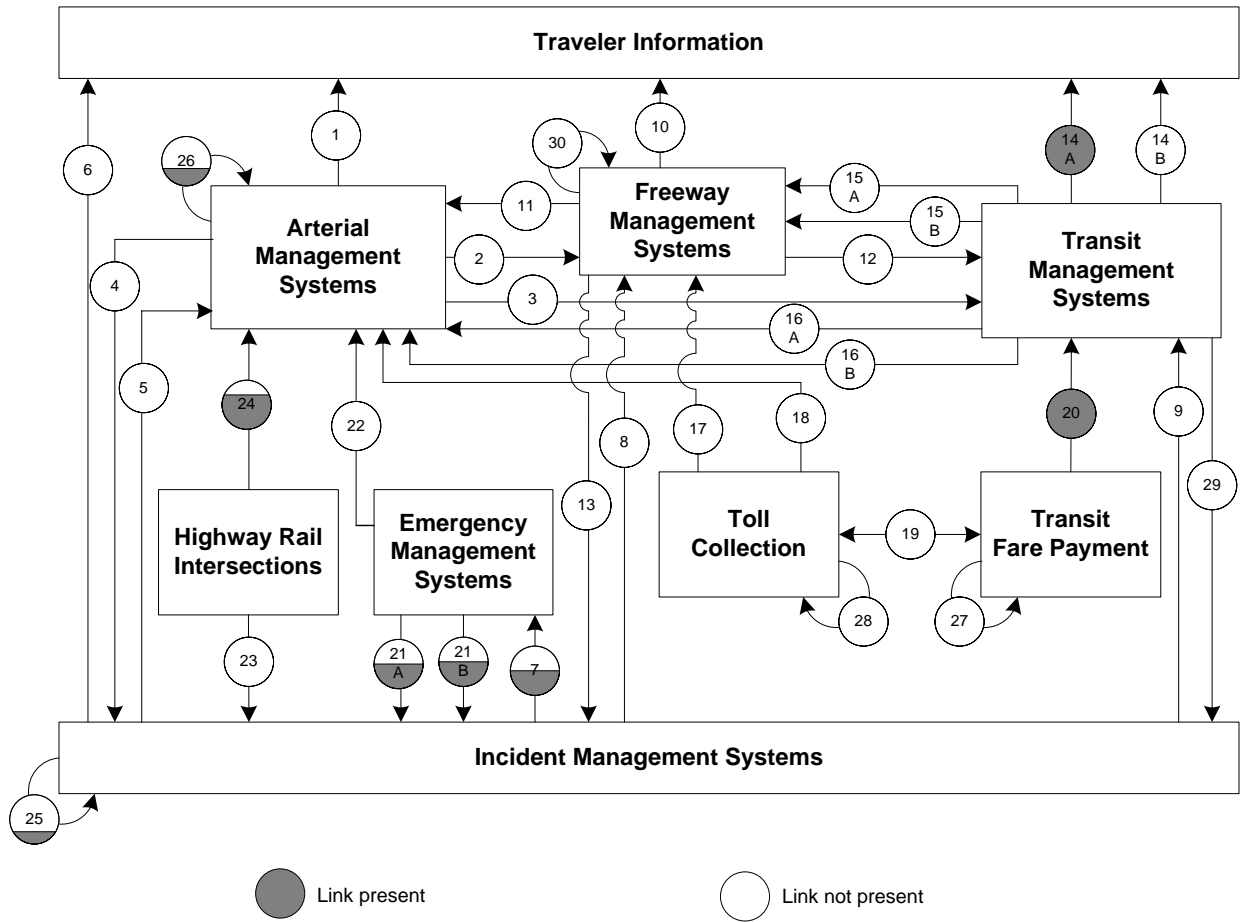 Traveler Information
6
1
10
14
A
14
B
26
30
15
A
11
Freeway
Management
Systems
15
B
Arterial
Management
Systems
Transit
Management
Systems
4
2
12
3
16
A
5
16
B
24
22
8
17
18
20
9
13
29
Highway Rail
Intersections
Emergency
Management
Systems
Toll
Collection
19
Transit
Fare Payment
23
21
A
21
B
7
28
27
Incident Management Systems
25
Link present
Link not present